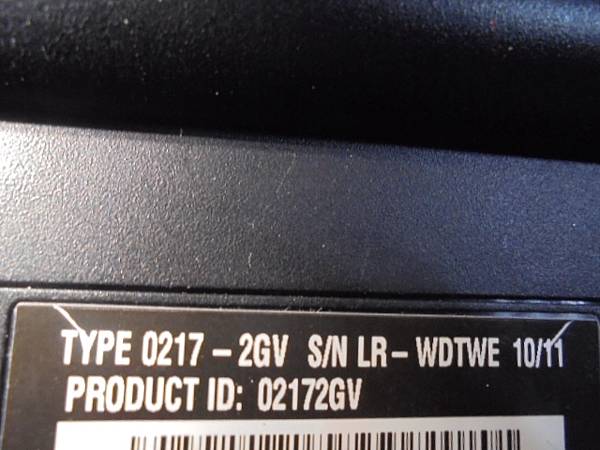 TYPE 0217 - 2GV S/N LR - WDTWE 10/11
PRODUCT ID: 02172GV